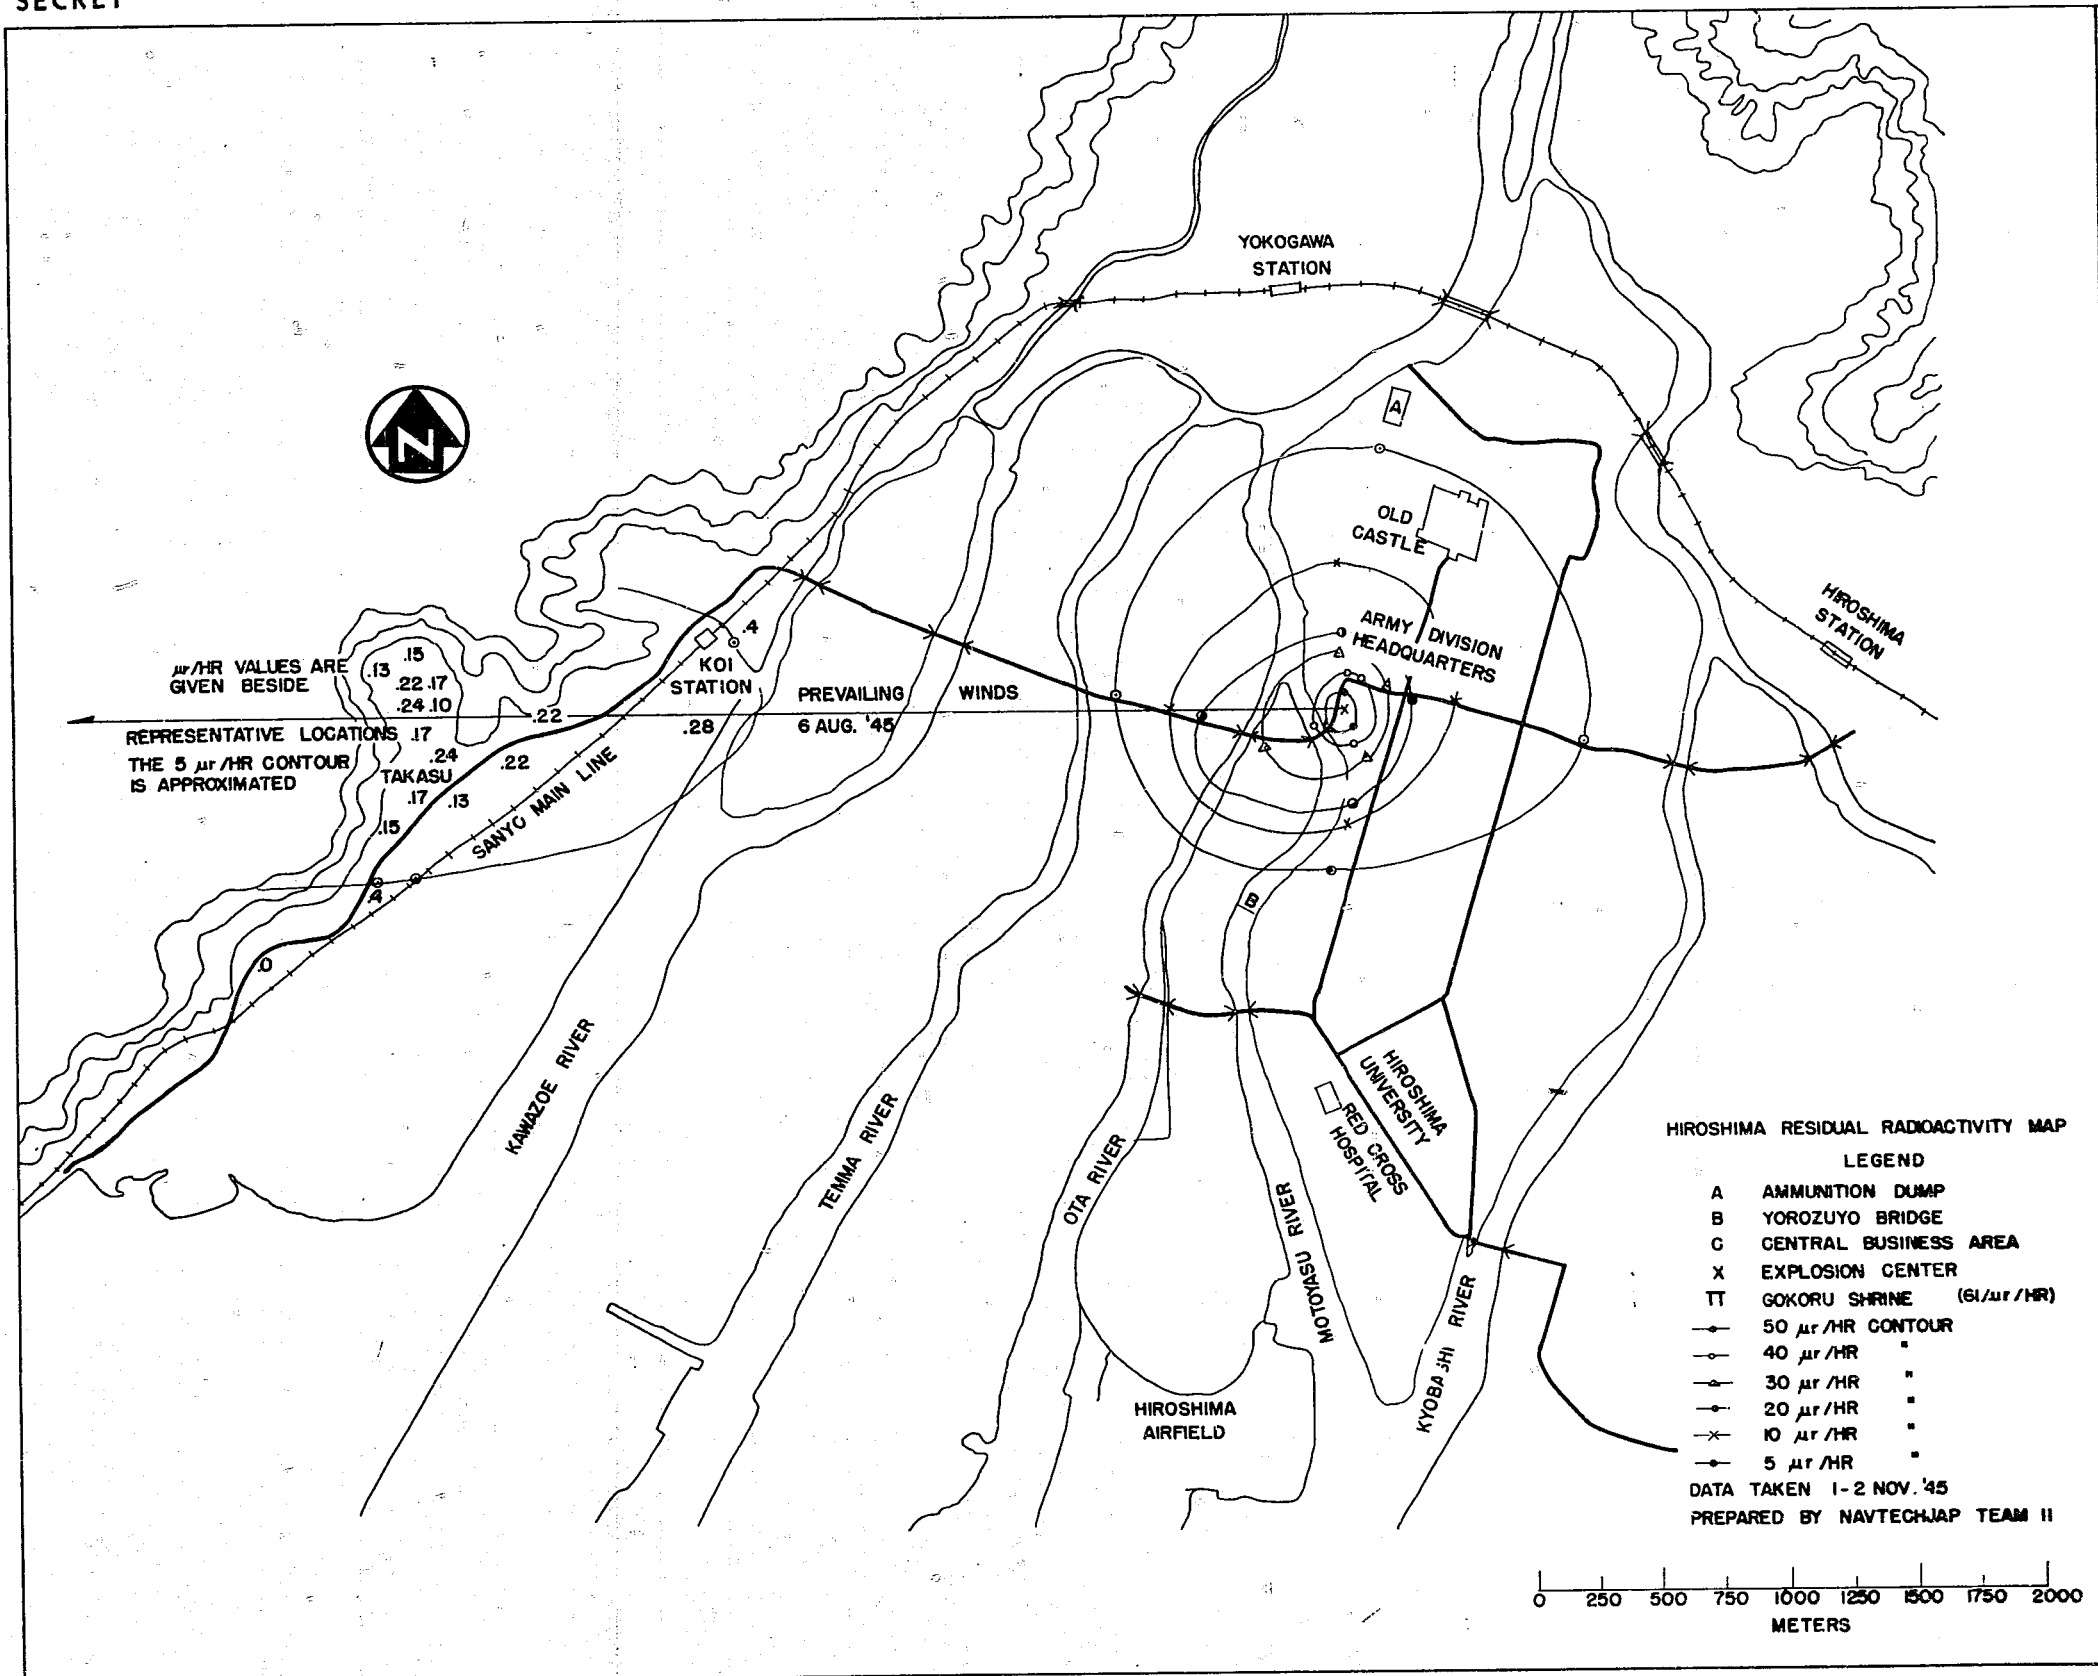 SECRET
YOKOGAWA
STATION
A
OLD
CASTLE
HIROSHIMA
STATION
ARMY DIVISION
HEADQUARTERS
N
µr/HR VALUES ARE
GIVEN BESIDE
REPRESENTATIVE LOCATIONS
THE 5 µr/HR CONTOUR
IS APPROXIMATED
.15
.13
.22 .17
.24 .10
.17
.24
.22
.22
.28
.4
KOI
STATION
PREVAILING WINDS
6 AUG. '45
TAKASU
.17
.13
.15
.4
.0
SANYO MAIN LINE
B
KAWAZOE RIVER
TEMMA RIVER
OTA RIVER
MOTOYASU RIVER
KYOBASHI RIVER
HIROSHIMA
UNIVERSITY
RED CROSS
HOSPITAL
HIROSHIMA
AIRFIELD
HIROSHIMA RESIDUAL RADIOACTIVITY MAP
LEGEND
A AMMUNITION DUMP
B YOROZUYO BRIDGE
C CENTRAL BUSINESS AREA
X EXPLOSION CENTER
TT GOKORU SHRINE (61/ur/HR)
50 µr/HR CONTOUR
40 µr/HR "
30 µr/HR "
20 µr/HR "
10 µr/HR "
5 µr/HR "
DATA TAKEN 1-2 NOV. '45
PREPARED BY NAVTECHJAP TEAM 11
0 250 500 750 1000 1250 1500 1750 2000
METERS